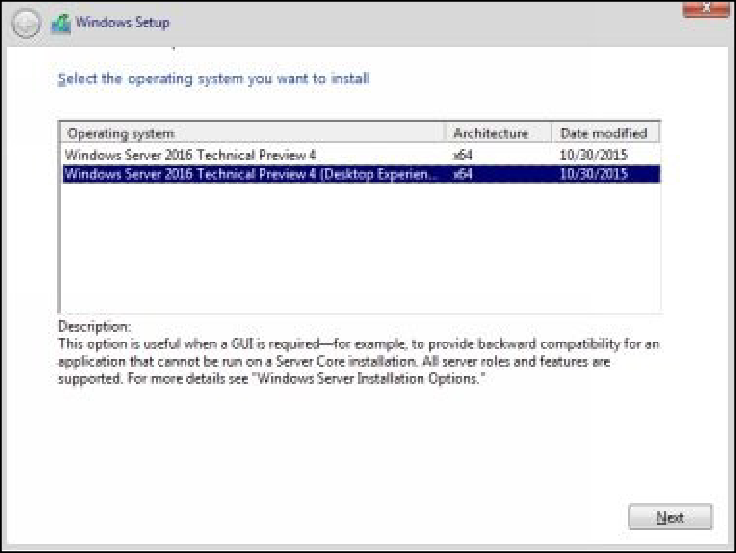 Windows Setup
Select the operating system you want to install
Operating system Architecture Date modified
Windows Server 2016 Technical Preview 4 x64 10/30/2015
Windows Server 2016 Technical Preview 4 (Desktop Experien... x64 10/30/2015
Description:
This option is useful when a GUI is required—for example, to provide backward compatibility for an
application that cannot be run on a Server Core installation. All server roles and features are
supported. For more details see "Windows Server Installation Options."
Next